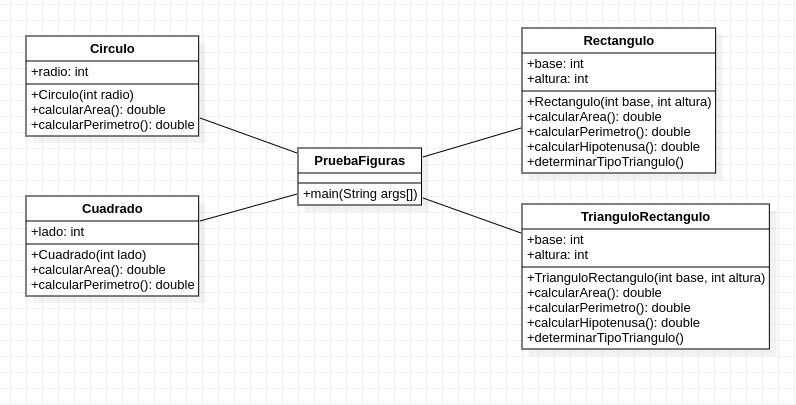 Circulo
+radio: int
+Circulo(int radio)
+calcularArea(): double
+calcularPerimetro(): double
Cuadrado
+lado: int
+Cuadrado(int lado)
+calcularArea(): double
+calcularPerimetro(): double
PruebaFiguras
+main(String args[])
Rectangulo
+base: int
+altura: int
+Rectangulo(int base, int altura)
+calcularArea(): double
+calcularPerimetro(): double
+calcularHipotenusa(): double
+determinarTipoTriangulo()
TrianguloRectangulo
+base: int
+altura: int
+TrianguloRectangulo(int base, int altura)
+calcularArea(): double
+calcularPerimetro(): double
+calcularHipotenusa(): double
+determinarTipoTriangulo()